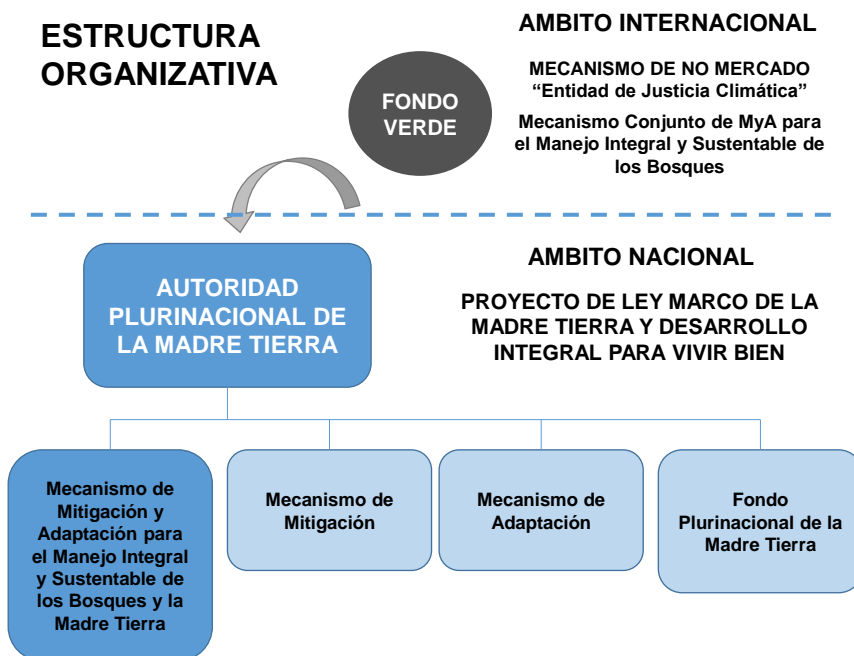 ESTRUCTURA
ORGANIZATIVA
AMBITO INTERNACIONAL
MECANISMO DE NO MERCADO
“Entidad de Justicia Climática”
Mecanismo Conjunto de MyA para
el Manejo Integral y Sustentable de
los Bosques
FONDO
VERDE
AUTORIDAD
PLURINACIONAL DE
LA MADRE TIERRA
AMBITO NACIONAL
PROYECTO DE LEY MARCO DE LA
MADRE TIERRA Y DESARROLLO
INTEGRAL PARA VIVIR BIEN
Mecanismo de
Mitigación y
Adaptación para
el Manejo Integral
y Sustentable de
los Bosques y la
Madre Tierra
Mecanismo de
Mitigación
Mecanismo de
Adaptación
Fondo
Plurinacional de la
Madre Tierra